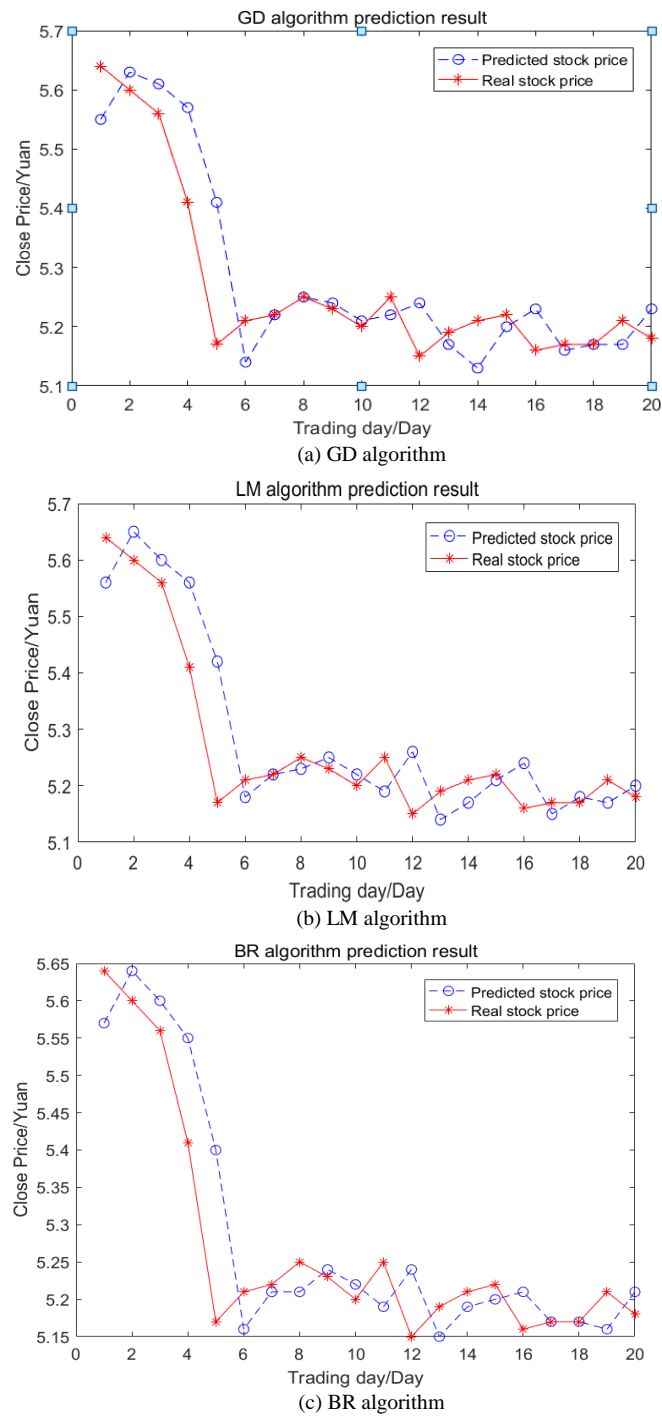 GD algorithm prediction result
5.7
5.6
5.5
5.4
5.3
5.2
5.1
Close Price/Yuan
Predicted stock price
Real stock price
0 2 4 6 8 10 12 14 16 18 20
Trading day/Day
(a) GD algorithm
LM algorithm prediction result
5.7
5.6
5.5
5.4
5.3
5.2
5.1
Close Price/Yuan
Predicted stock price
Real stock price
0 2 4 6 8 10 12 14 16 18 20
Trading day/Day
(b) LM algorithm
BR algorithm prediction result
5.65
5.6
5.55
5.5
5.45
5.4
5.35
5.3
5.25
5.2
5.15
Close Price/Yuan
Predicted stock price
Real stock price
0 2 4 6 8 10 12 14 16 18 20
Trading day/Day
(c) BR algorithm